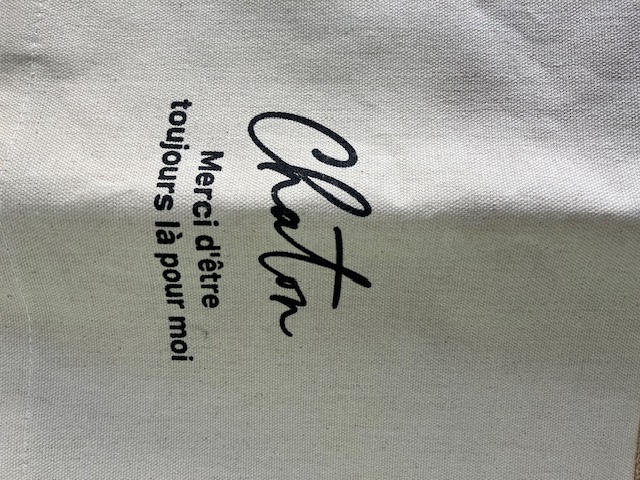 Chaton
Merci d'être
toujours là pour moi